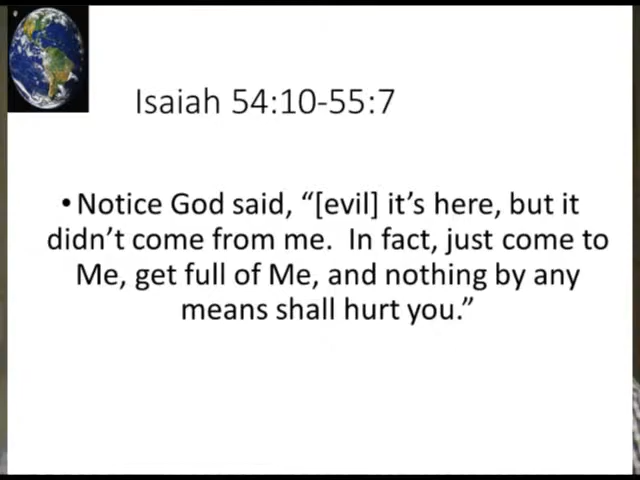 Isaiah 54:10-55:7
•Notice God said, “[evil] it’s here, but it
didn’t come from me.  In fact, just come to
Me, get full of Me, and nothing by any
means shall hurt you.”